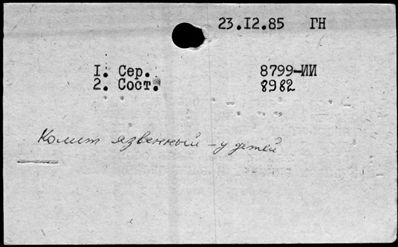 23.12.85 ГН
1. Сер. 8799-ИИ
2. Сост. 8982
Колит язвенный - у детей